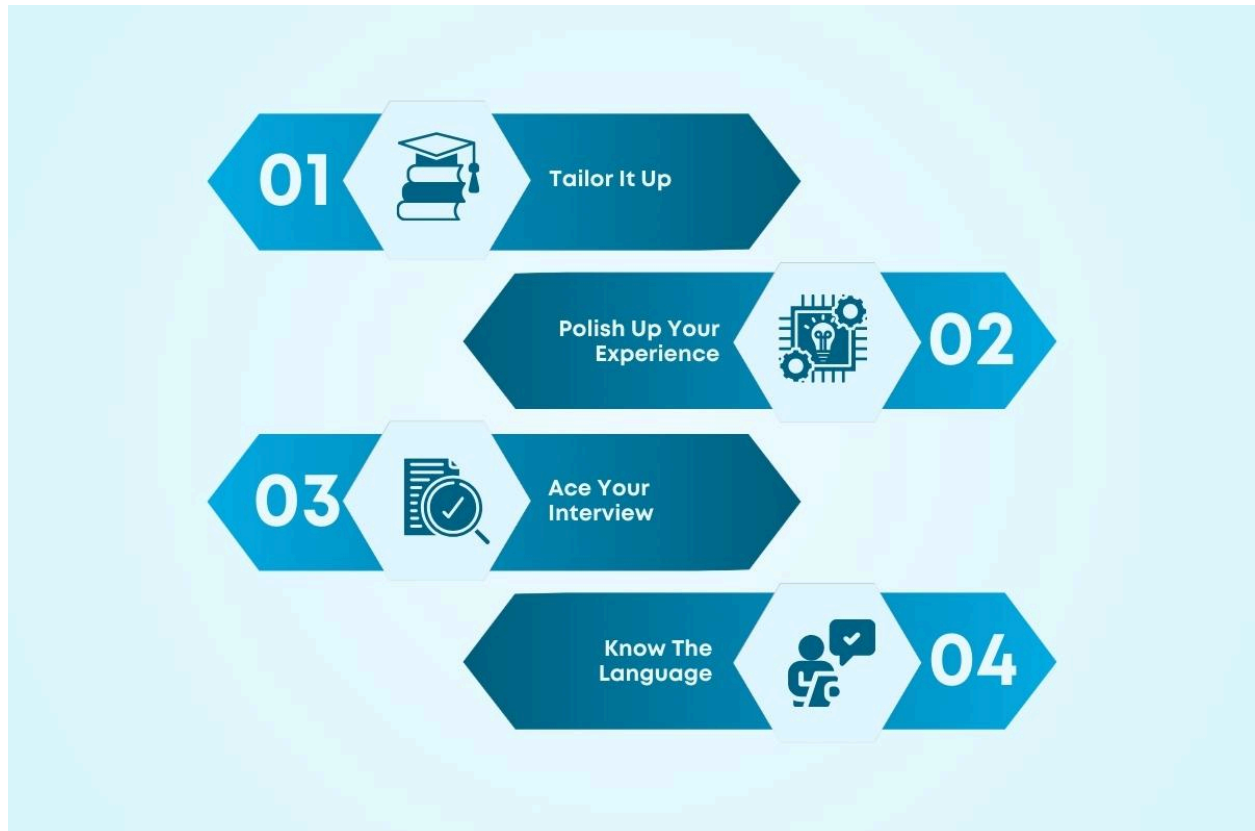 01
Tailor It Up
Polish Up Your
Experience
02
03
Ace Your
Interview
Know The
Language
04